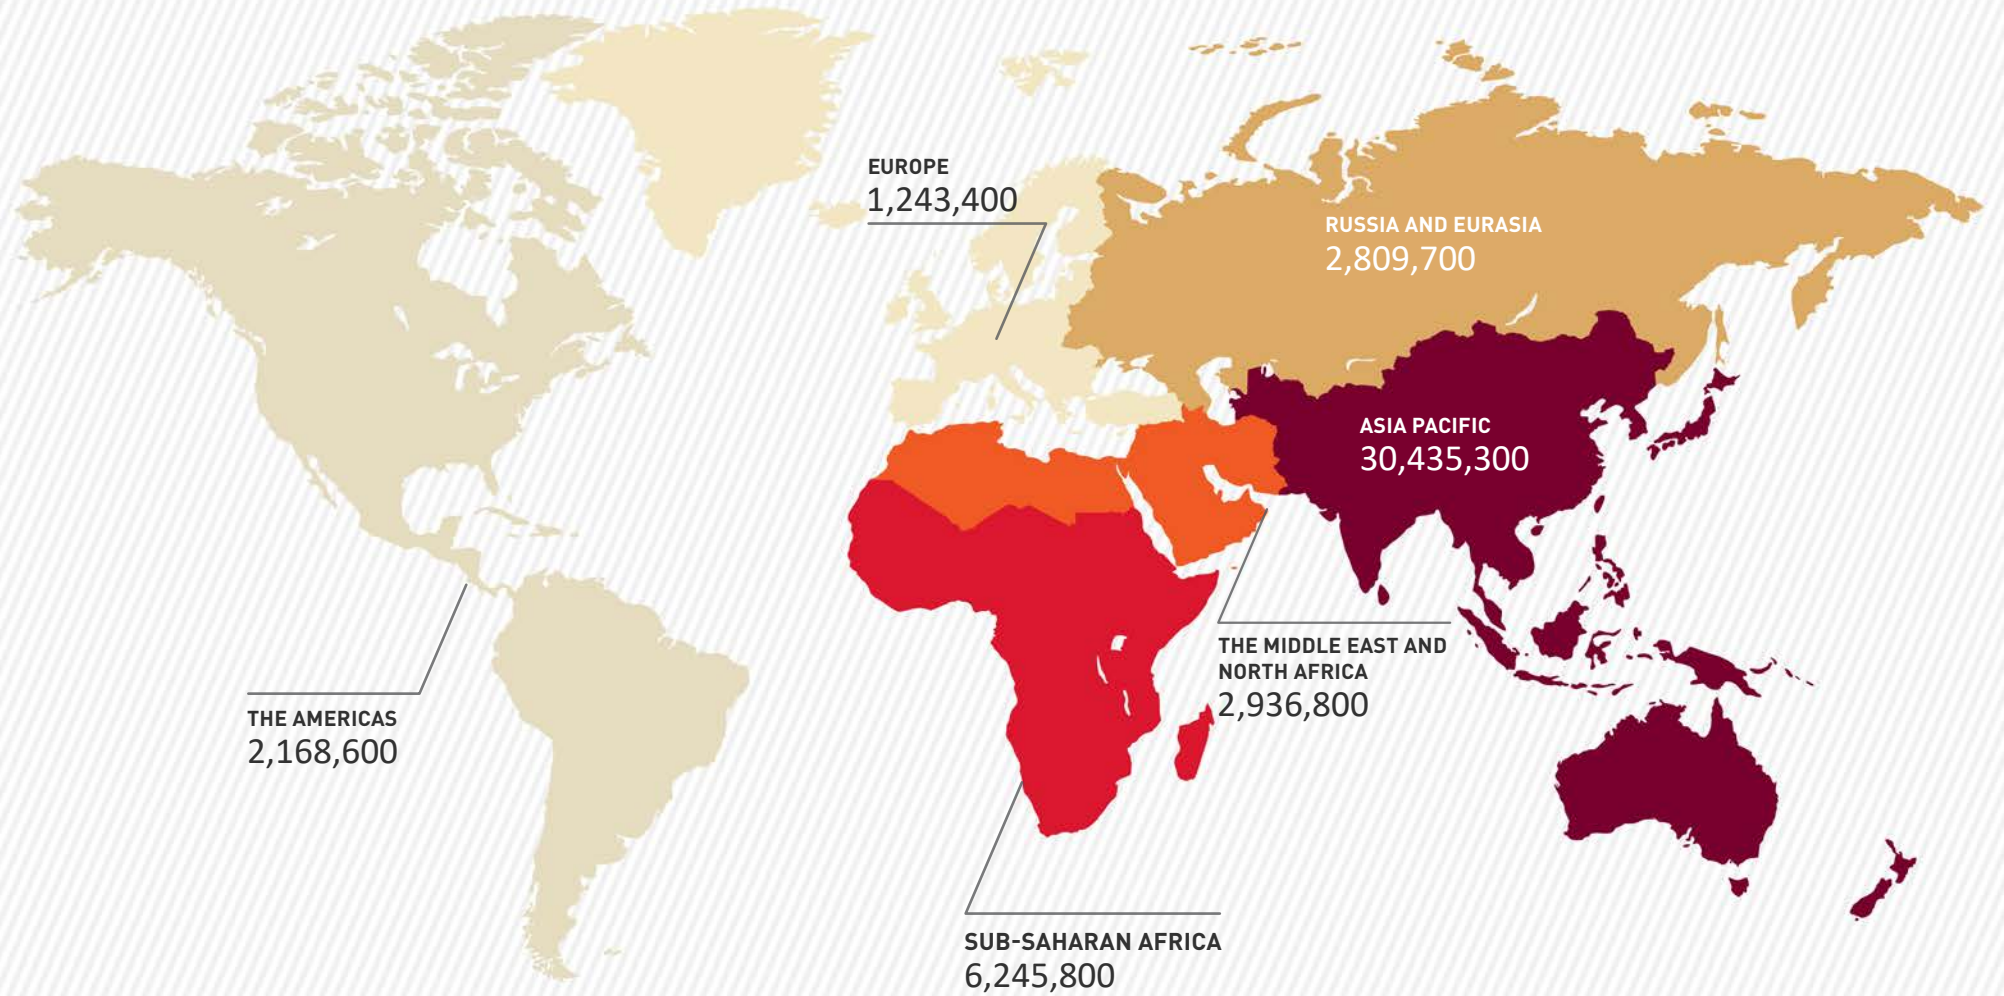 EUROPE
1,243,400
RUSSIA AND EURASIA
2,809,700
ASIA PACIFIC
30,435,300
THE MIDDLE EAST AND
NORTH AFRICA
2,936,800
THE AMERICAS
2,168,600
SUB-SAHARAN AFRICA
6,245,800